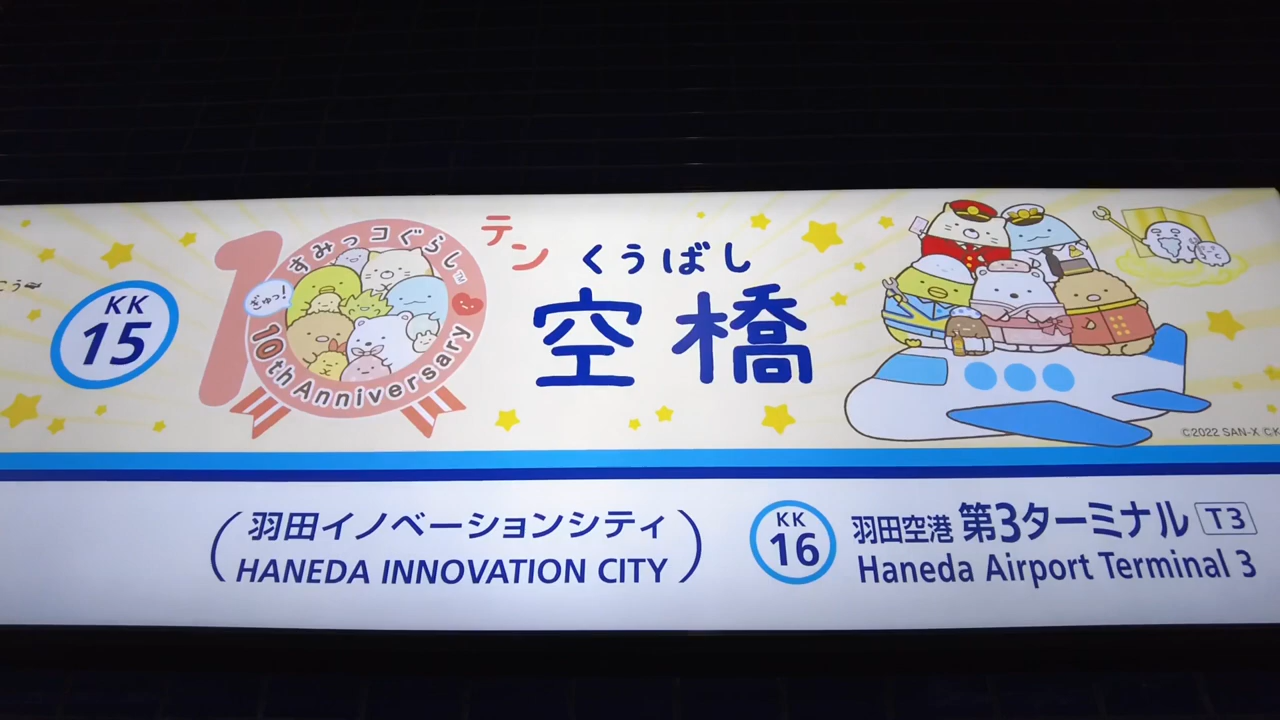 KK
15
すみっコぐらし™
ぎゅっ!
10th Anniversary
テン
くうばし
空橋
©2022 SAN-X
(羽田イノベーションシティ)
(HANEDA INNOVATION CITY)
KK
16
羽田空港 第3ターミナル T3
Haneda Airport Terminal 3